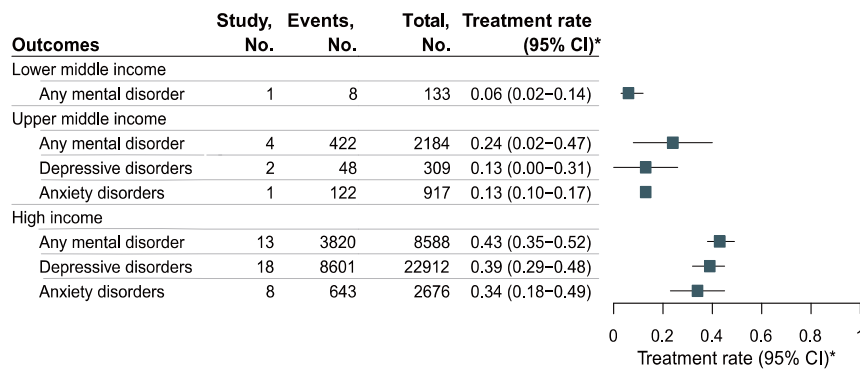 Study, Events, Total, Treatment rate
Outcomes No. No. No. (95% CI)*
Lower middle income
Any mental disorder 1 8 133 0.06 (0.02−0.14)
Upper middle income
Any mental disorder 4 422 2184 0.24 (0.02−0.47)
Depressive disorders 2 48 309 0.13 (0.00−0.31)
Anxiety disorders 1 122 917 0.13 (0.10−0.17)
High income
Any mental disorder 13 3820 8588 0.43 (0.35−0.52)
Depressive disorders 18 8601 22912 0.39 (0.29−0.48)
Anxiety disorders 8 643 2676 0.34 (0.18−0.49)
0 0.2 0.4 0.6 0.8 1
Treatment rate (95% CI)*